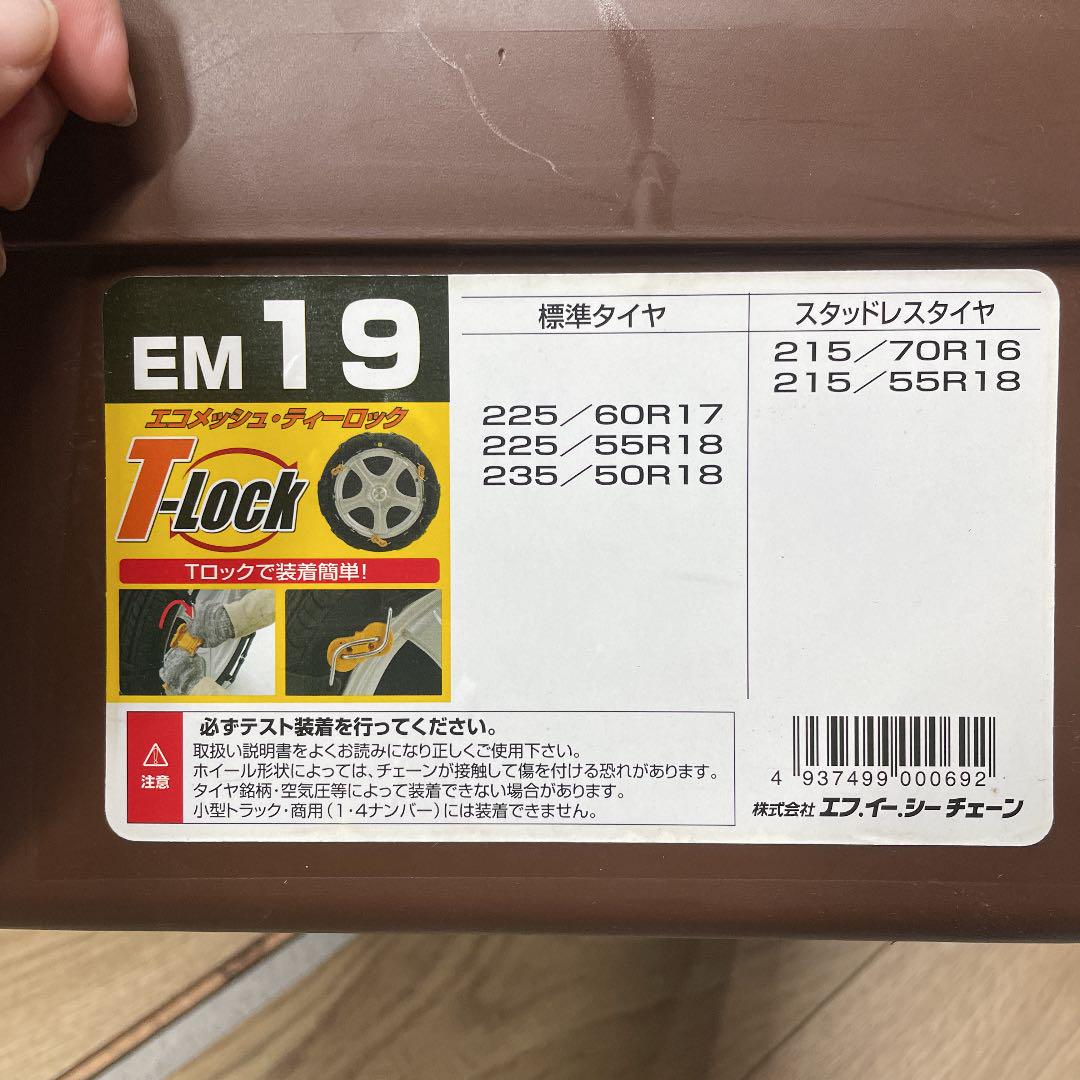 EM 19
エコメッシュ・ティーロック
T-Lock
Tロックで装着簡単!
標準タイヤ
225/60R17
225/55R18
235/50R18
スタッドレスタイヤ
215/70R16
215/55R18
注意
必ずテスト装着を行ってください。
取扱い説明書をよくお読みになり正しくご使用下さい。
ホイール形状によっては、チェーンが接触して傷を付ける恐れがあります。
タイヤ銘柄・空気圧等によって装着できない場合があります。
小型トラック・商用(1・4ナンバー)には装着できません。
4 937499 000692
株式会社 エフ.イー.シーチェーン